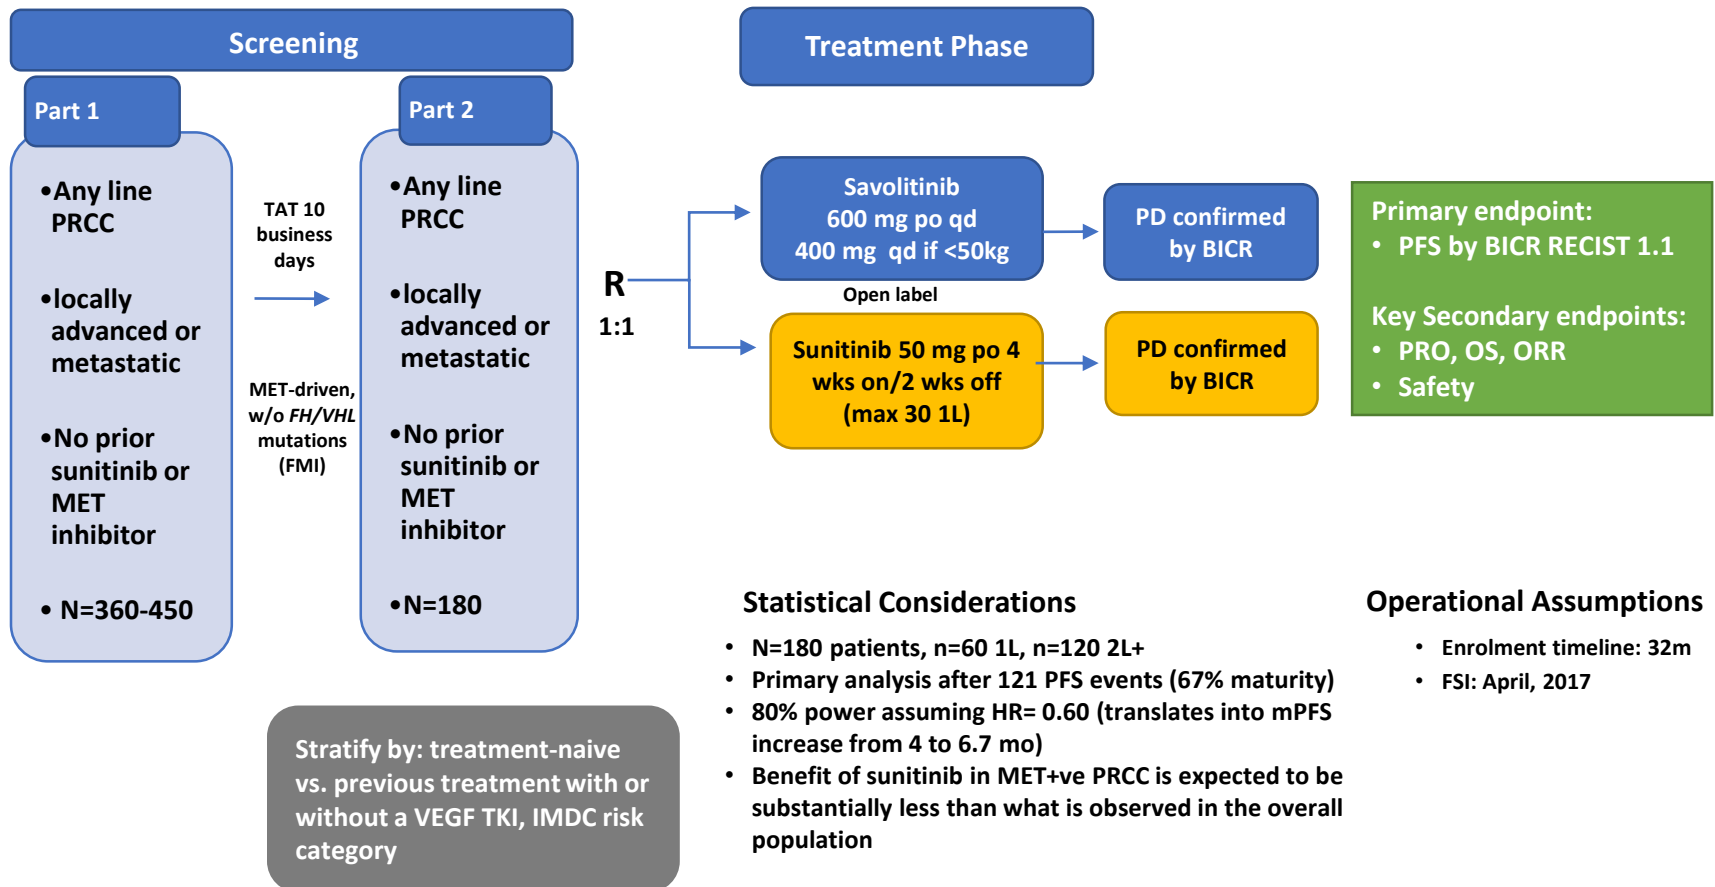 Screening
Part 1
•Any line
PRCC
•locally
advanced or
metastatic
•No prior
sunitinib or
MET
inhibitor
• N=360-450
TAT 10
business
days
MET-driven,
w/o FH/VHL
mutations
(FMI)
Part 2
•Any line
PRCC
•locally
advanced or
metastatic
•No prior
sunitinib or
MET
inhibitor
•N=180
R
1:1
Treatment Phase
Savolitinib
600 mg po qd
400 mg qd if <50kg
Open label
Sunitinib 50 mg po 4
wks on/2 wks off
(max 30 1L)
PD confirmed
by BICR
PD confirmed
by BICR
Primary endpoint:
• PFS by BICR RECIST 1.1
Key Secondary endpoints:
• PRO, OS, ORR
• Safety
Stratify by: treatment-naive
vs. previous treatment with or
without a VEGF TKI, IMDC risk
category
Statistical Considerations
• N=180 patients, n=60 1L, n=120 2L+
• Primary analysis after 121 PFS events (67% maturity)
• 80% power assuming HR= 0.60 (translates into mPFS
increase from 4 to 6.7 mo)
• Benefit of sunitinib in MET+ve PRCC is expected to be
substantially less than what is observed in the overall
population
Operational Assumptions
• Enrolment timeline: 32m
• FSI: April, 2017